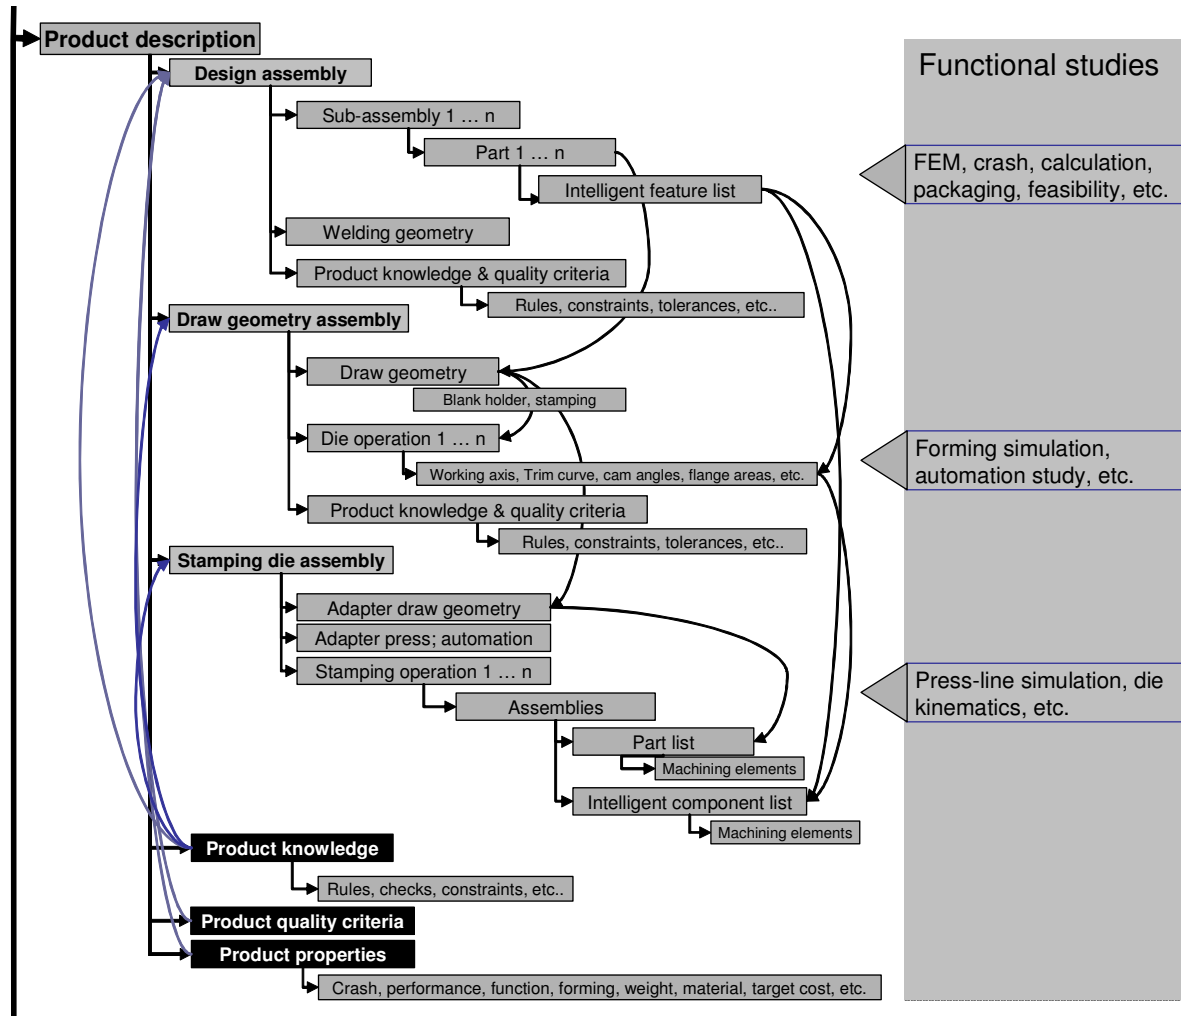 Product description
Design assembly
Sub-assembly 1 … n
Part 1 … n
Intelligent feature list
Welding geometry
Product knowledge & quality criteria
Rules, constraints, tolerances, etc..
Draw geometry assembly
Draw geometry
Blank holder, stamping
Die operation 1 … n
Working axis, Trim curve, cam angles, flange areas, etc.
Product knowledge & quality criteria
Rules, constraints, tolerances, etc..
Stamping die assembly
Adapter draw geometry
Adapter press; automation
Stamping operation 1 … n
Assemblies
Part list
Machining elements
Intelligent component list
Machining elements
Product knowledge
Rules, checks, constraints, etc..
Product quality criteria
Product properties
Crash, performance, function, forming, weight, material, target cost, etc.
Functional studies
FEM, crash, calculation,
packaging, feasibility, etc.
Forming simulation,
automation study, etc.
Press-line simulation, die
kinematics, etc.